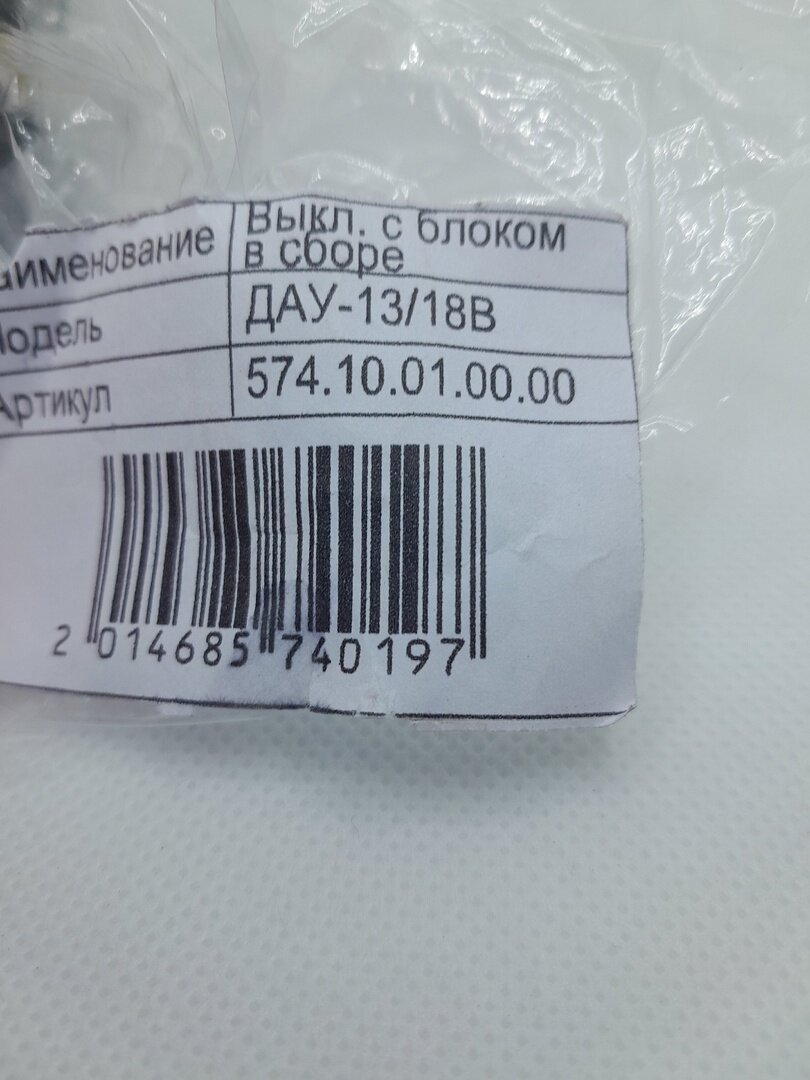 аименование
Выкл. с блоком
в сборе
одель
ДАУ-13/18В
Артикул
574.10.01.00.00
2 014685 740197